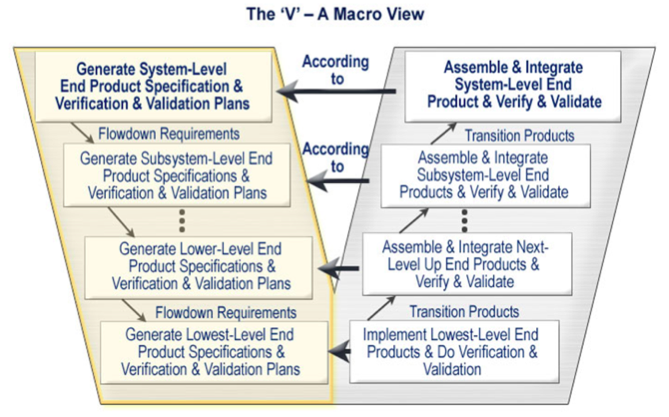 The ‘V’ – A Macro View
Generate System-Level
End Product Specification &
Verification & Validation Plans
According
to
Assemble & Integrate
System-Level End
Product & Verify & Validate
Flowdown Requirements
Transition Products
Generate Subsystem-Level End
Product Specifications &
Verification & Validation Plans
According
to
Assemble & Integrate
Subsystem-Level End
Products & Verify & Validate
Generate Lower-Level End
Product Specifications &
Verification & Validation Plans
Assemble & Integrate Next-
Level Up End Products &
Verify & Validate
Flowdown Requirements
Transition Products
Generate Lowest-Level End
Product Specifications &
Verification & Validation Plans
Implement Lowest-Level End
Products & Do Verification &
Validation